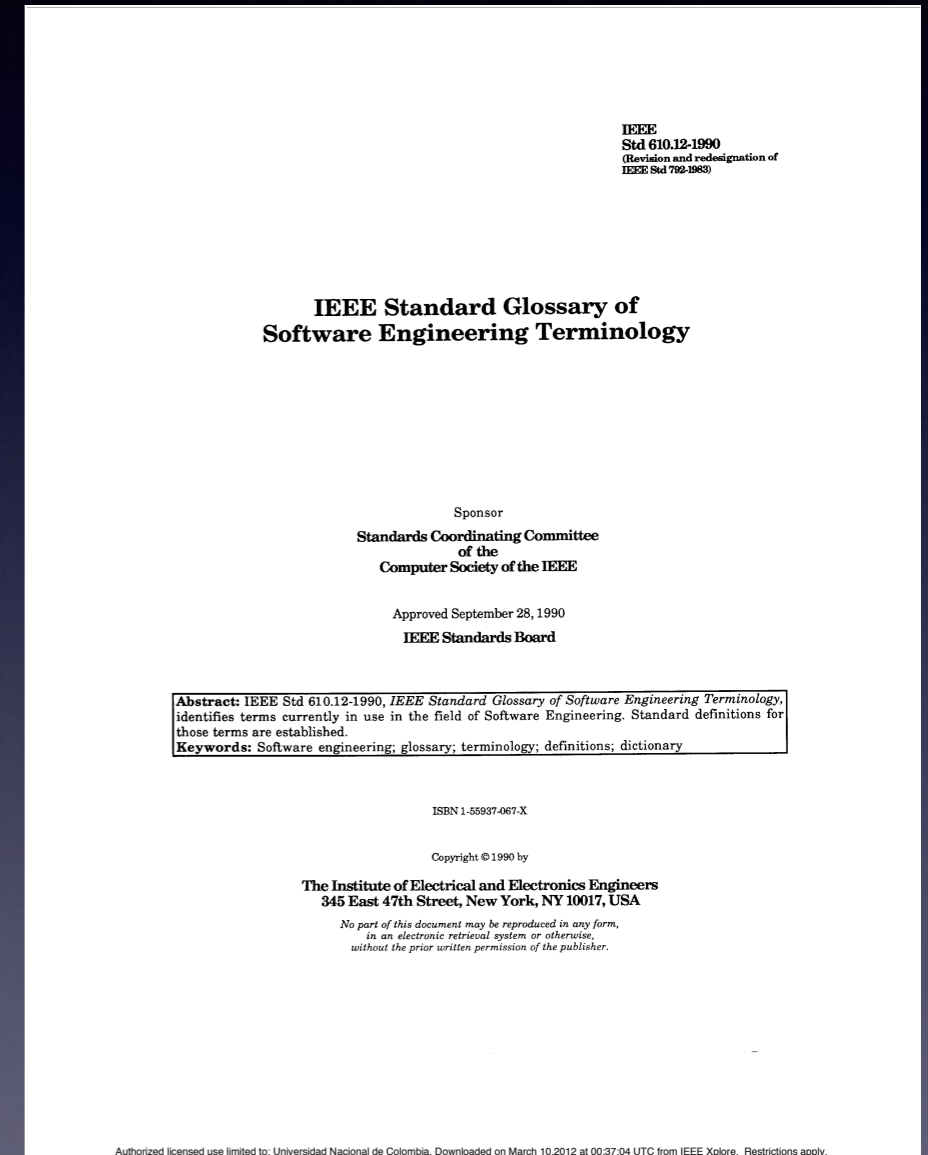 IEEE
Std 610.12-1990
(Revision and redesignation of
IEEE Std 792-1983)
IEEE Standard Glossary of
Software Engineering Terminology
Sponsor
Standards Coordinating Committee
of the
Computer Society of the IEEE
Approved September 28, 1990
IEEE Standards Board
Abstract: IEEE Std 610.12-1990, IEEE Standard Glossary of Software Engineering Terminology,
identifies terms currently in use in the field of Software Engineering. Standard definitions for
those terms are established.
Keywords: Software engineering; glossary; terminology; definitions; dictionary
ISBN 1-55937-067-X
Copyright © 1990 by
The Institute of Electrical and Electronics Engineers
345 East 47th Street, New York, NY 10017, USA
No part of this document may be reproduced in any form,
in an electronic retrieval system or otherwise,
without the prior written permission of the publisher.
Authorized licensed use limited to: Universidad Nacional de Colombia. Downloaded on March 10,2012 at 00:37:04 UTC from IEEE Xplore. Restrictions apply.